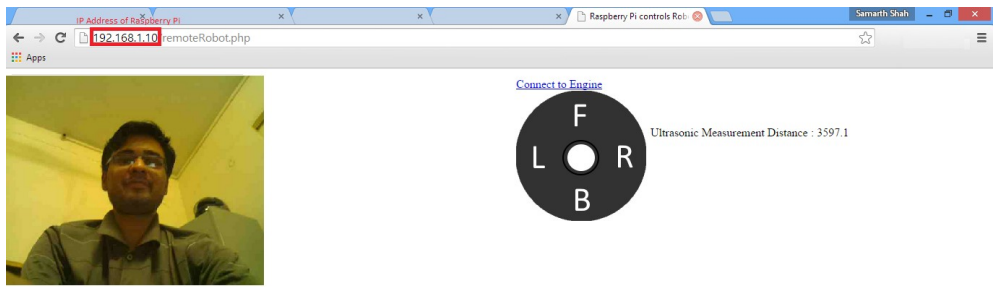 IP Address of Raspberry Pi
Raspberry Pi controls Rob
Samarth Shah
192.168.1.10/remoteRobot.php
Apps
Connect to Engine
F
L R
B
Ultrasonic Measurement Distance : 3597.1